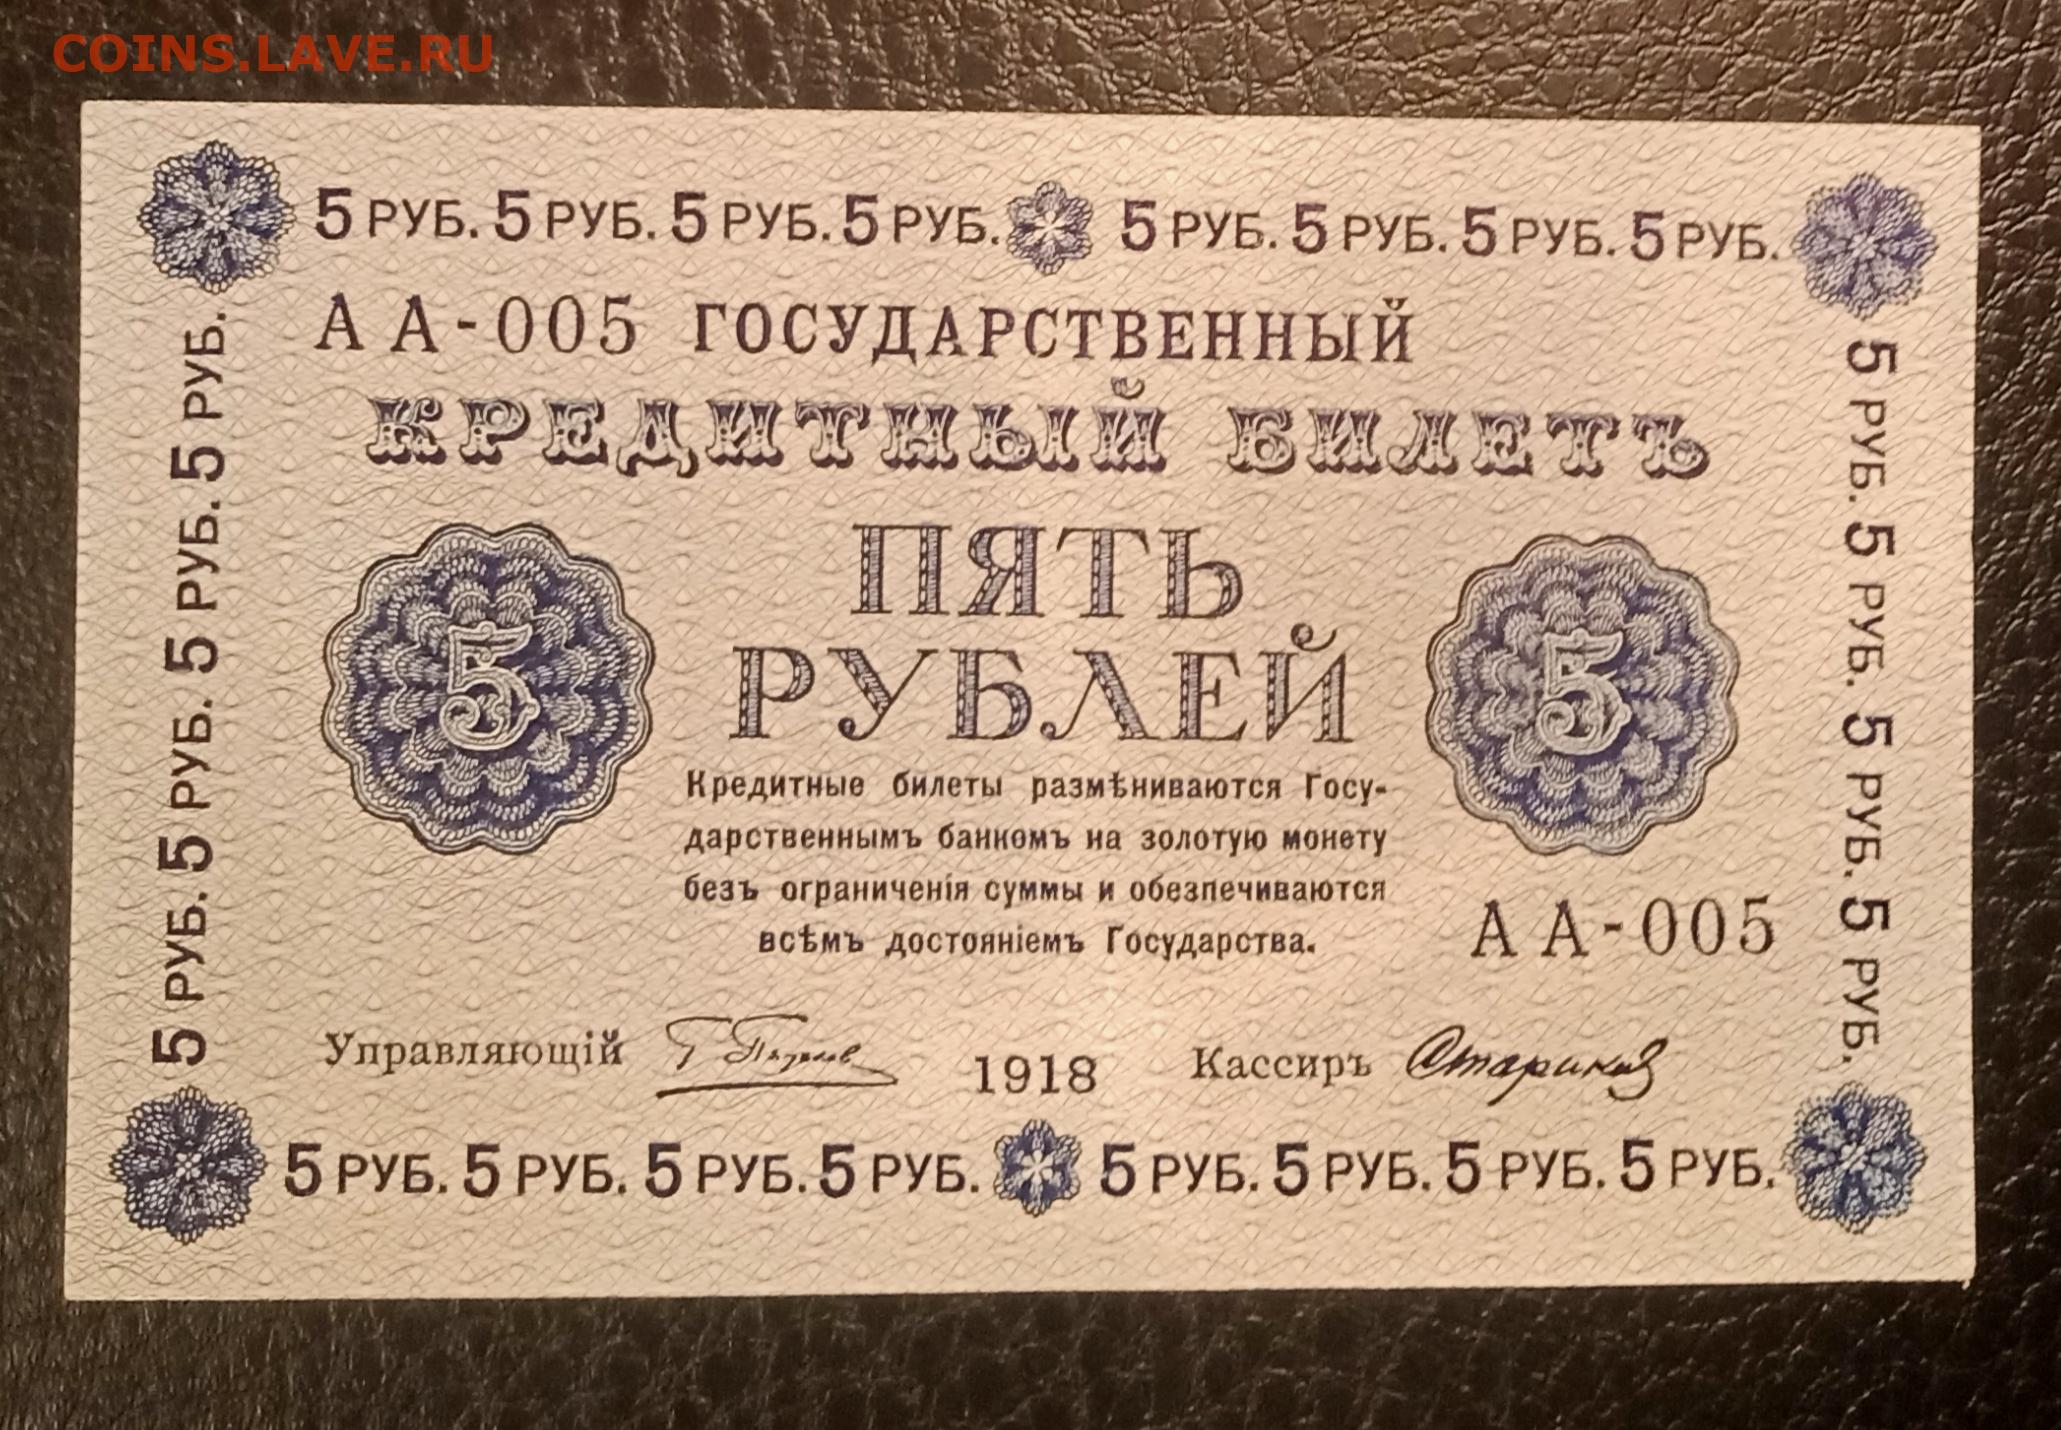 COINS.LAVE.RU
5 РУБ. 5 РУБ. 5 РУБ. 5 РУБ. 5 РУБ. 5 РУБ. 5 РУБ. 5 РУБ.
АА-005 ГОСУДАРСТВЕННЫЙ
КРЕДИТНЫЙ БИЛЕТЪ
5 РУБ. 5 РУБ. 5 РУБ. 5 РУБ.
ПЯТЬ
РУБЛЕЙ
5
5
5 РУБ. 5 РУБ. 5 РУБ. 5 РУБ.
Кредитные билеты размѣниваются Госу-
дарственнымъ банкомъ на золотую монету
безъ ограниченія суммы и обезпечиваются
всѣмъ достояніемъ Государства.
АА-005
Управляющій
1918
Кассиръ Стариков
5 РУБ. 5 РУБ. 5 РУБ. 5 РУБ. 5 РУБ. 5 РУБ. 5 РУБ. 5 РУБ.